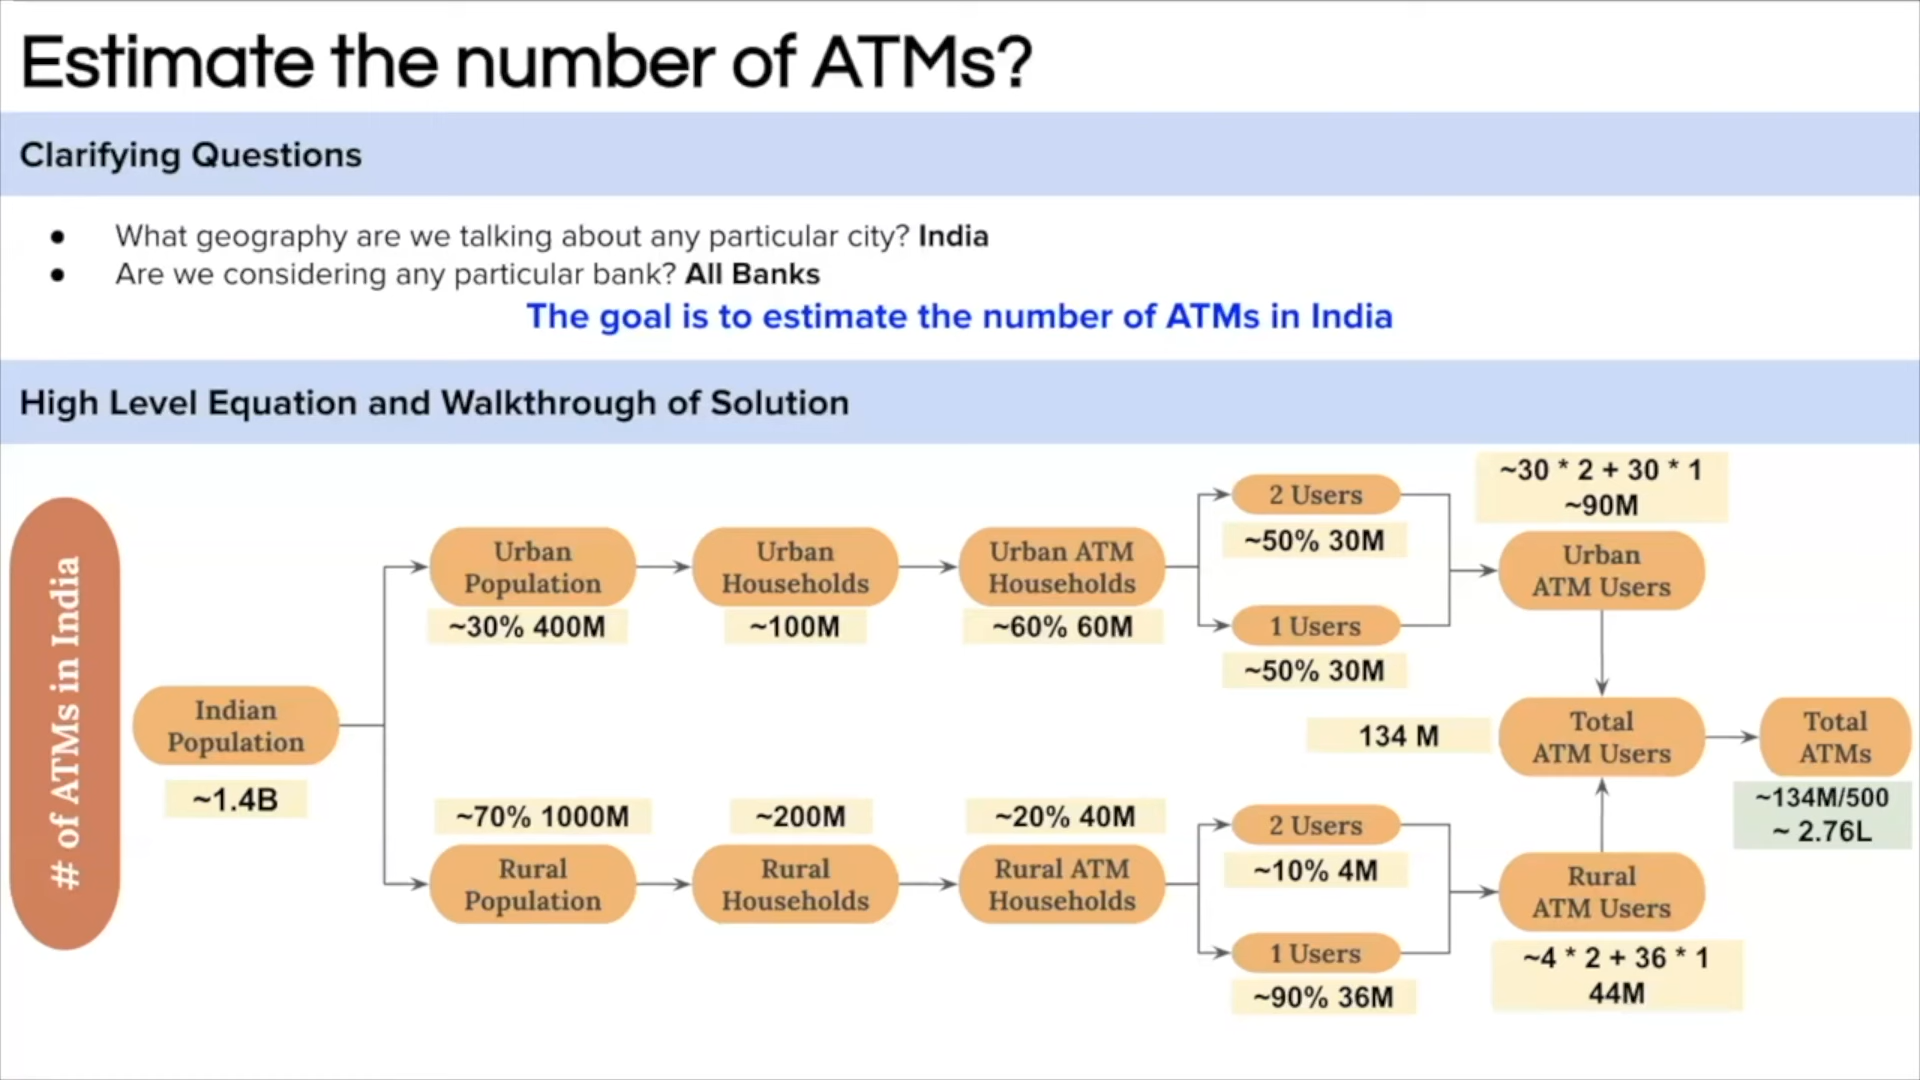 Estimate the number of ATMs?
Clarifying Questions
● What geography are we talking about any particular city? India
● Are we considering any particular bank? All Banks
The goal is to estimate the number of ATMs in India
High Level Equation and Walkthrough of Solution
# of ATMs in India
Indian
Population
~1.4B
Urban
Population
~30% 400M
Urban
Households
~100M
Urban ATM
Households
~60% 60M
2 Users
~50% 30M
1 Users
~50% 30M
~30 * 2 + 30 * 1
~90M
Urban
ATM Users
~70% 1000M
Rural
Population
~200M
Rural
Households
~20% 40M
Rural ATM
Households
2 Users
~10% 4M
1 Users
~90% 36M
Rural
ATM Users
~4 * 2 + 36 * 1
44M
134 M
Total
ATM Users
Total
ATMs
~134M/500
~ 2.76L